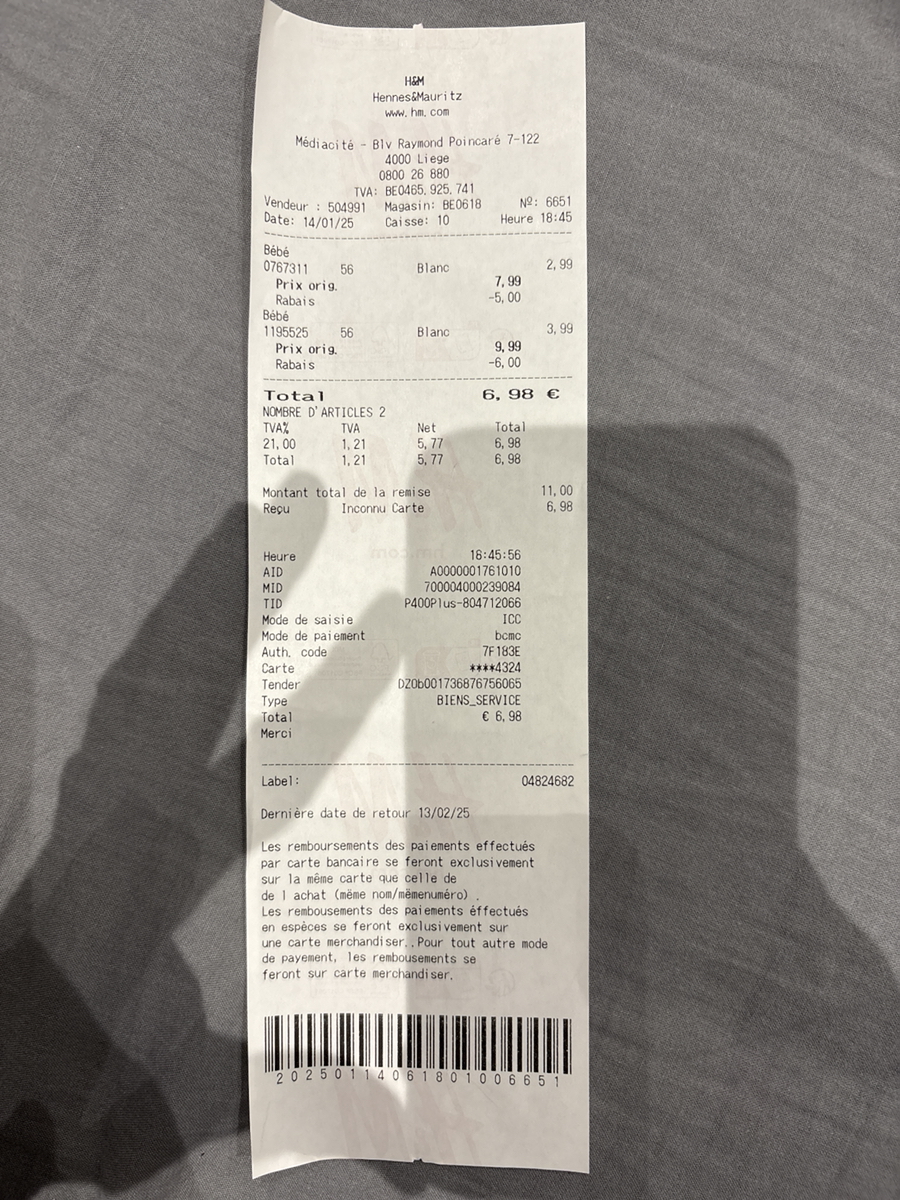 H&M
Hennes&Mauritz
www.hm.com
Médiacité - Blv Raymond Poincaré 7-122
4000 Liege
0800 26 880
TVA: BE0465.925.741
Vendeur : 504991 Magasin: BE0618 Nº: 6651
Date: 14/01/25 Caisse: 10 Heure 18:45
Bébé
0767311 56 Blanc 2,99
Prix orig. 7,99
Rabais -5,00
Bébé
1195525 56 Blanc 3,99
Prix orig. 9,99
Rabais -6,00
Total 6,98 €
NOMBRE D'ARTICLES 2
TVA% TVA Net Total
21,00 1,21 5,77 6,98
Total 1,21 5,77 6,98
Montant total de la remise 11,00
Reçu Inconnu Carte 6,98
Heure 18:45:56
AID A0000001761010
MID 700004000239084
TID P400Plus-804712066
Mode de saisie ICC
Mode de paiement bcmc
Auth. code 7F183E
Carte ****4324
Tender DZ0b001736876756065
Type BIENS_SERVICE
Total € 6,98
Merci
Label: 04824682
Dernière date de retour 13/02/25
Les remboursements des paiements effectués
par carte bancaire se feront exclusivement
sur la même carte que celle de
de l achat (même nom/mêmenuméro) .
Les rembousements des paiements éffectués
en espèces se feront exclusivement sur
une carte merchandiser..Pour tout autre mode
de payement, les rembousements se
feront sur carte merchandiser.
20250114061801006651